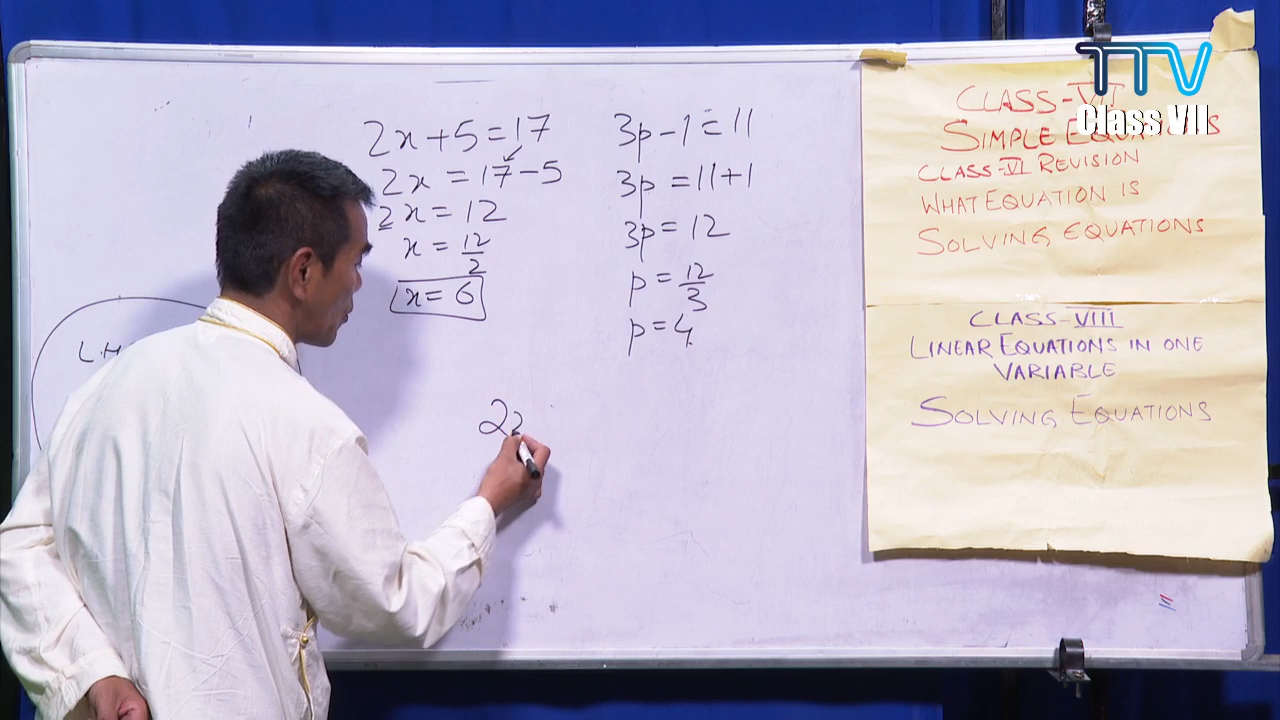 2x+5=17
2x = 17-5
2x = 12
x = 12/2
x = 6
3p-1=11
3p = 11+1
3p = 12
p = 12/3
p = 4
L.H
CLASS-VII
SIMPLE EQUATIONS
CLASS-VI REVISION
WHAT EQUATION IS
SOLVING EQUATIONS
CLASS-VIII
LINEAR EQUATIONS IN ONE
VARIABLE
SOLVING EQUATIONS
TTV
Class VII